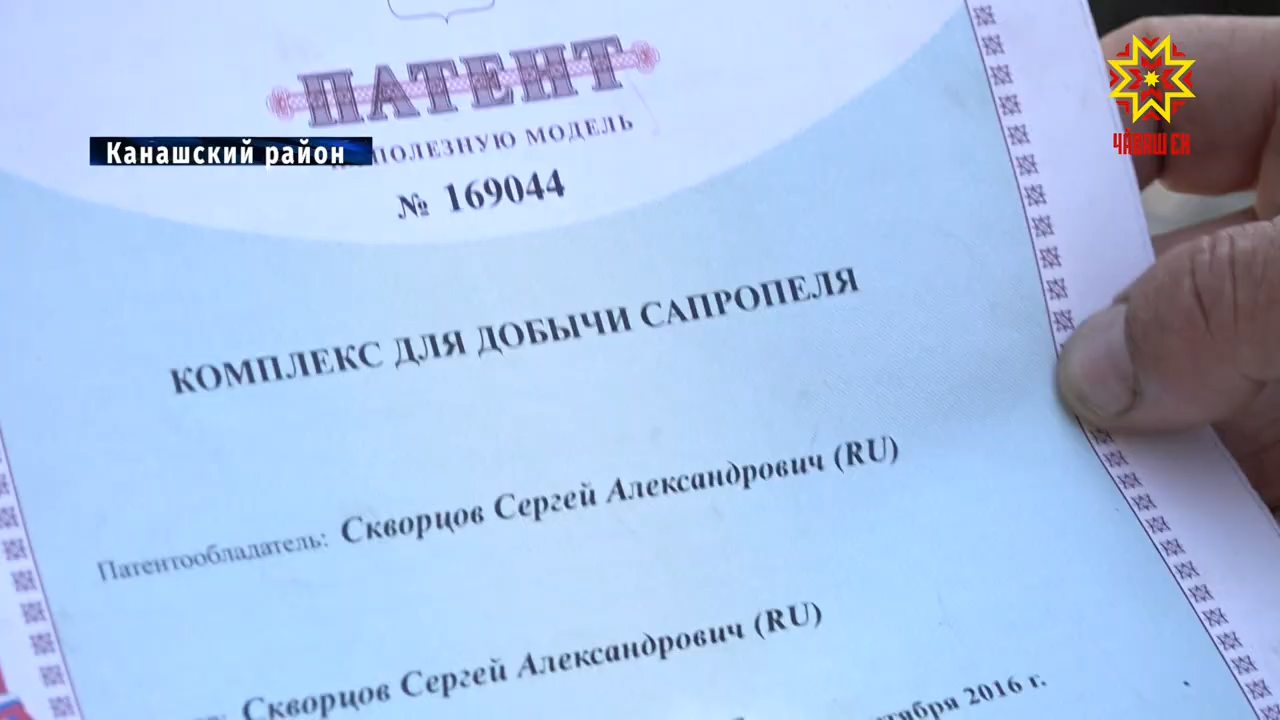 ПАТЕНТ
ПОЛЕЗНУЮ МОДЕЛЬ
Канашский район
№ 169044
ЧӐВАШ ЕН
КОМПЛЕКС ДЛЯ ДОБЫЧИ САПРОПЕЛЯ
Патентообладатель: Скворцов Сергей Александрович (RU)
Скворцов Сергей Александрович (RU)
2016 г.